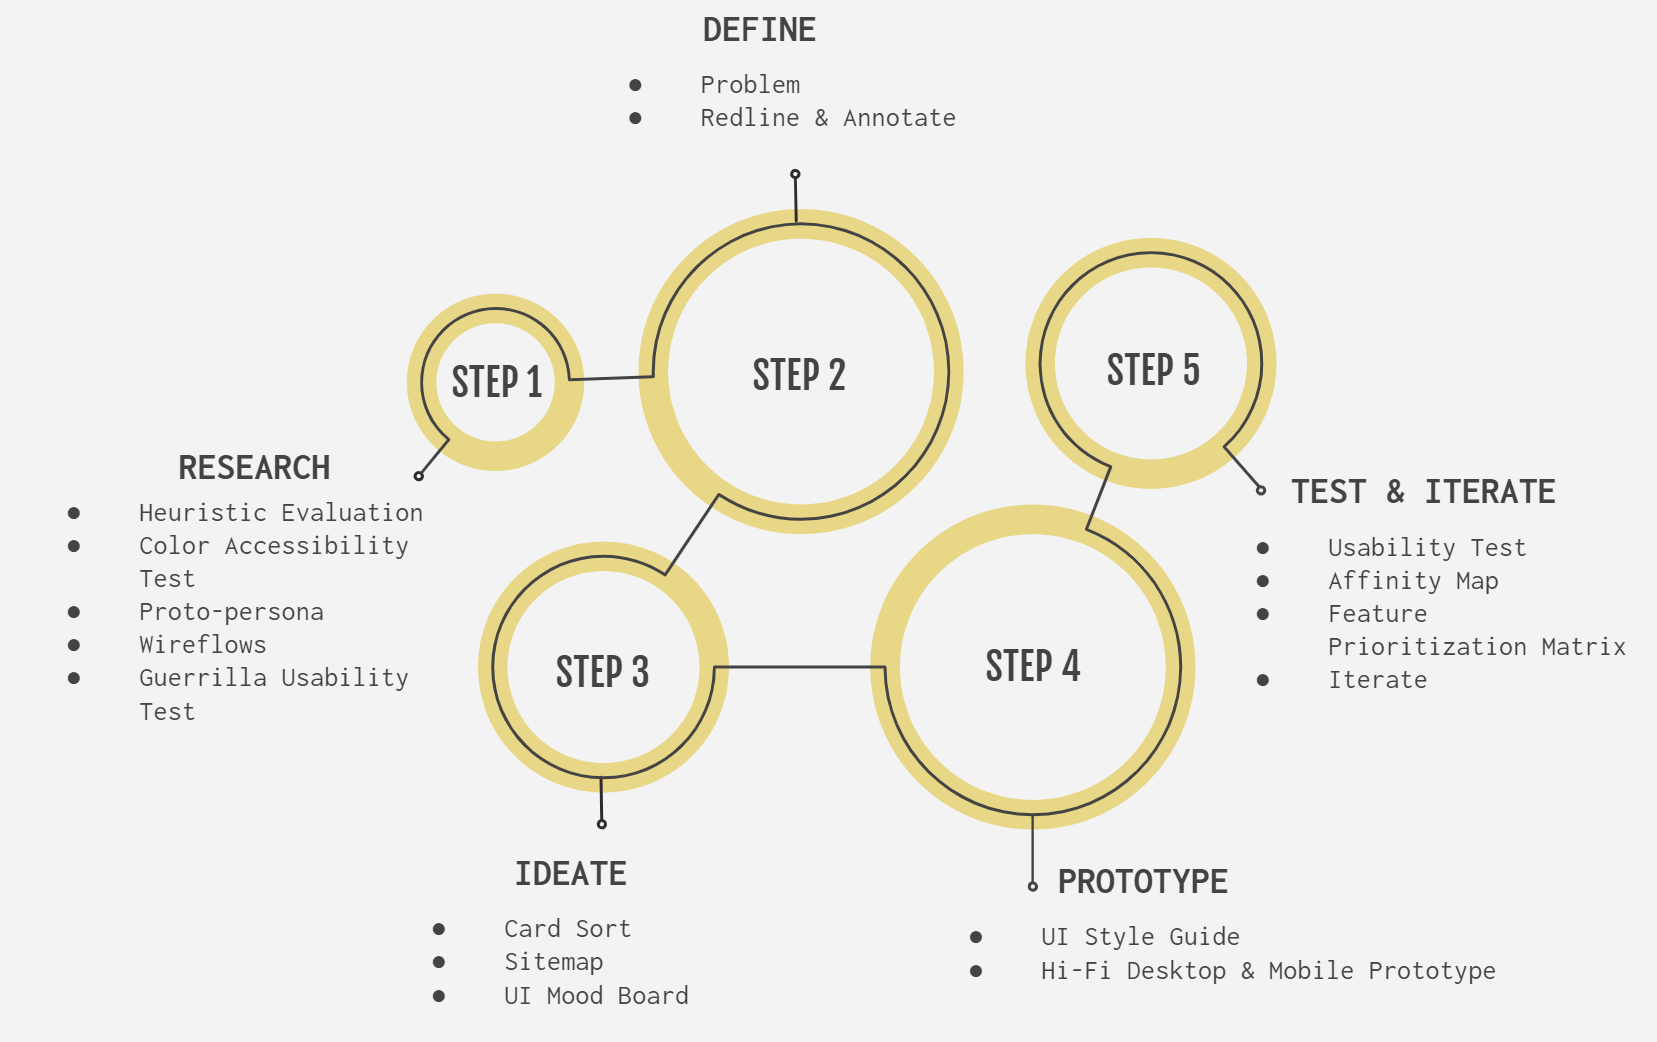 DEFINE
● Problem
● Redline & Annotate
STEP 1
STEP 2
STEP 5
RESEARCH
● Heuristic Evaluation
● Color Accessibility
Test
● Proto-persona
● Wireflows
● Guerrilla Usability
Test
TEST & ITERATE
● Usability Test
● Affinity Map
● Feature
Prioritization Matrix
● Iterate
STEP 3
STEP 4
IDEATE
● Card Sort
● Sitemap
● UI Mood Board
PROTOTYPE
● UI Style Guide
● Hi-Fi Desktop & Mobile Prototype